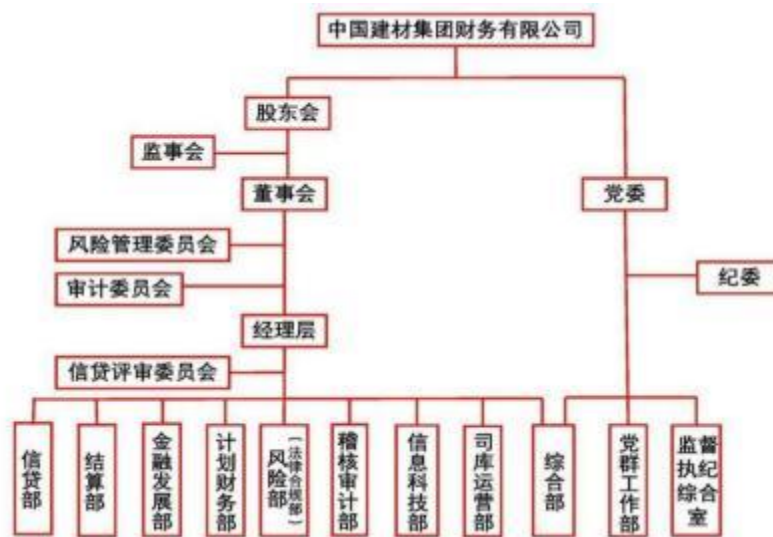 中国建材集团财务有限公司
股东会
监事会
董事会
党委
风险管理委员会
纪委
审计委员会
经理层
信贷评审委员会
信贷部
结算部
金融发展部
计划财务部
风险部
(法律合规部)
稽核审计部
信息科技部
司库运营部
综合部
党群工作部
监执综
督纪合室